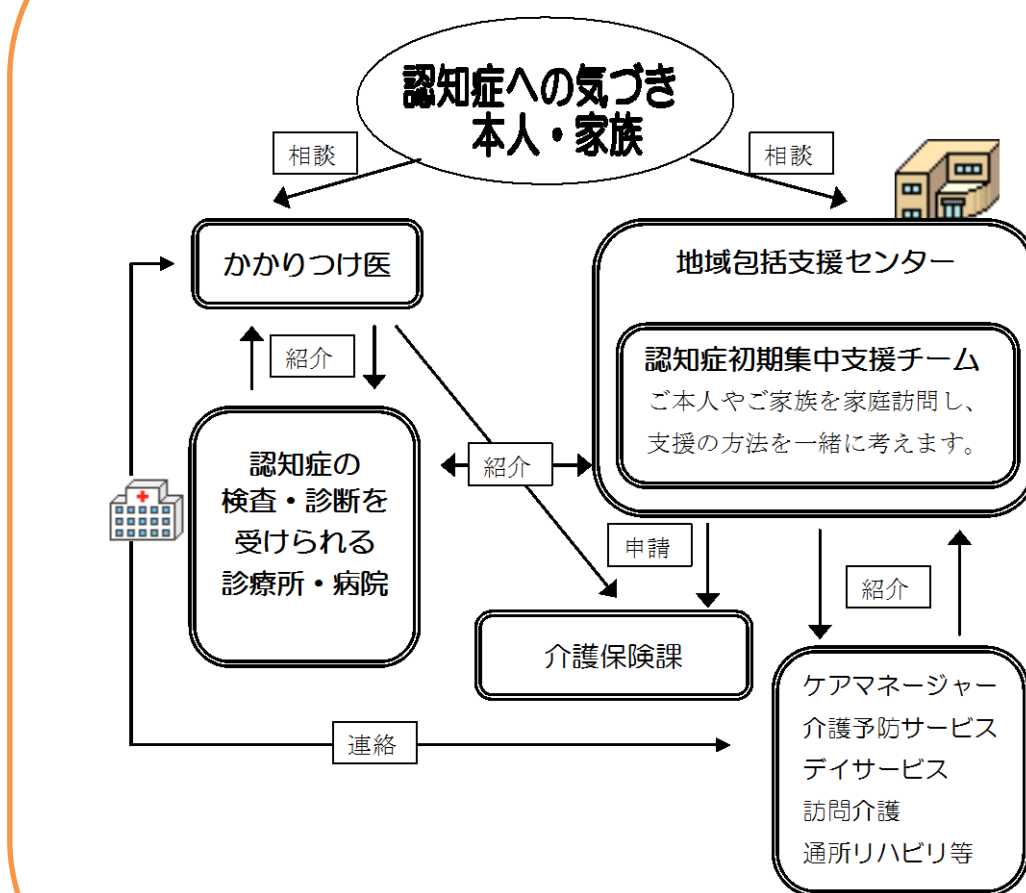 認知症への気づき
本人・家族
相談
相談
かかりつけ医
地域包括支援センター
紹介
認知症初期集中支援チーム
ご本人やご家族を家庭訪問し、
支援の方法を一緒に考えます。
認知症の
検査・診断を
受けられる
診療所・病院
紹介
申請
紹介
介護保険課
ケアマネージャー
介護予防サービス
デイサービス
訪問介護
通所リハビリ等
連絡